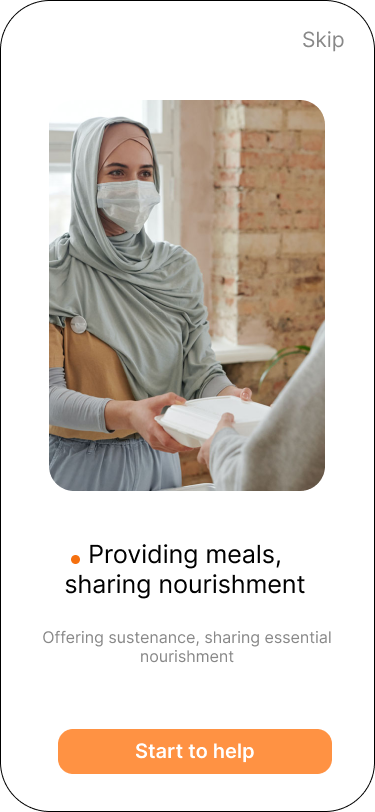 Skip
Providing meals,
sharing nourishment
Offering sustenance, sharing essential
nourishment
Start to help